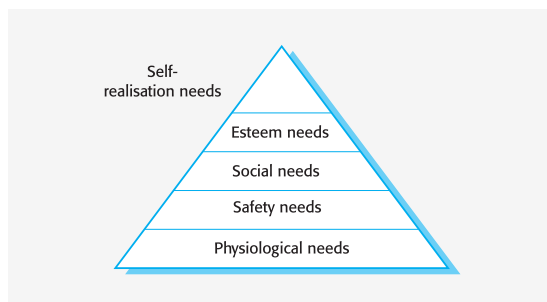 Self-
realisation needs
Esteem needs
Social needs
Safety needs
Physiological needs